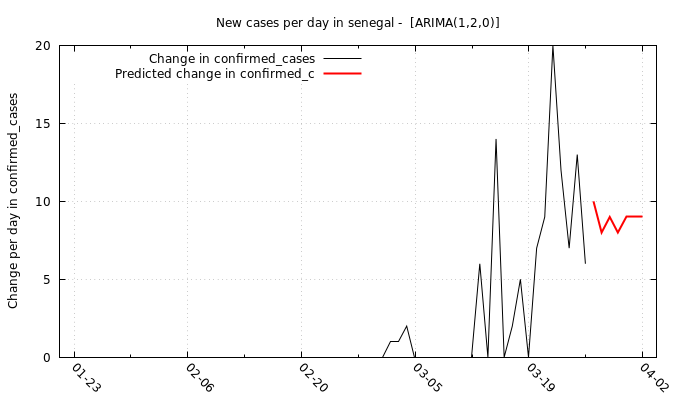 New cases per day in senegal -  [ARIMA(1,2,0)]
Change in confirmed_cases
Predicted change in confirmed_c
Change per day in confirmed_cases
20
15
10
5
0
01-23
02-06
02-20
03-05
03-19
04-02